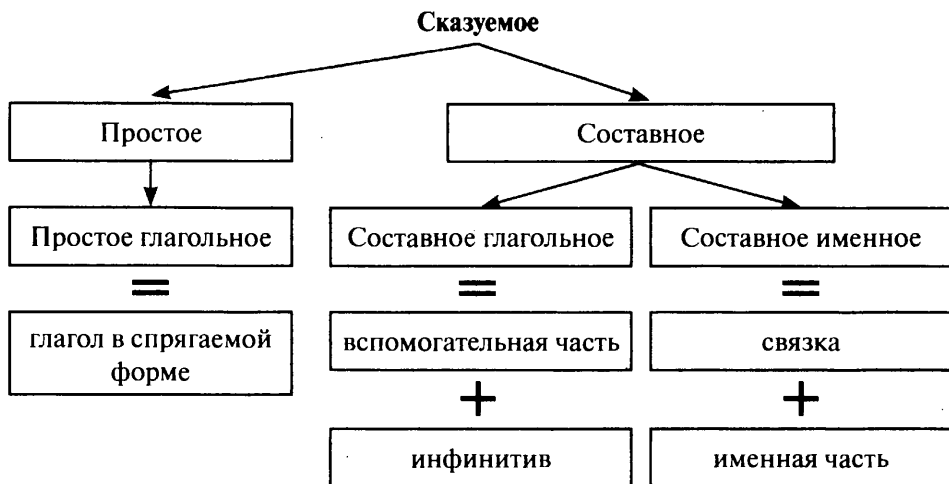 Сказуемое
Простое
Составное
Простое глагольное
Составное глагольное
Составное именное
=
=
=
глагол в спрягаемой
форме
вспомогательная часть
связка
+
+
инфинитив
именная часть